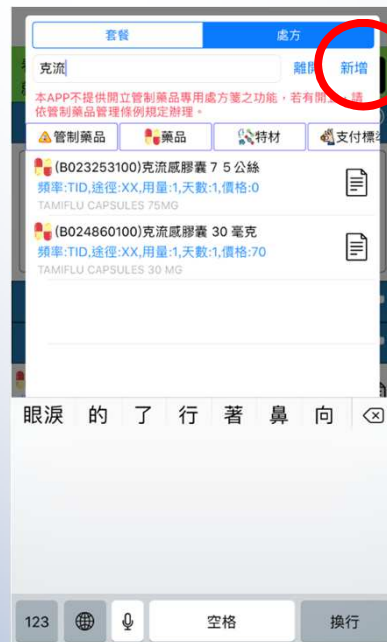 套餐 處方
克流 離開 新增
本APP不提供開立管制藥品專用處方箋之功能，若有開立，請
依管制藥品管理條例規定辦理。
管制藥品 藥品 特材 支付標準
(B023253100)克流感膠囊７５公絲
頻率:TID,途徑:XX,用量:1,天數:1,價格:0
TAMIFLU CAPSULES 75MG
(B024860100)克流感膠囊 30 毫克
頻率:TID,途徑:XX,用量:1,天數:1,價格:70
TAMIFLU CAPSULES 30 MG
眼淚 的 了 行 著 鼻 向
123 空格 換行